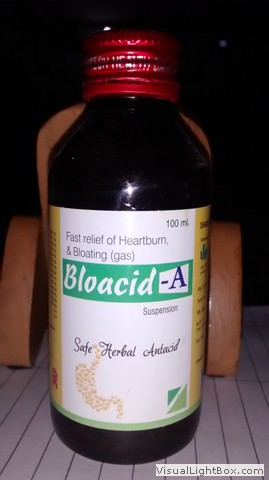 100 ml.
Fast relief of Heartburn,
& Bloating (gas)
Bloacid-A
Suspension
Safe Herbal Antacid
VisualLightBox.com